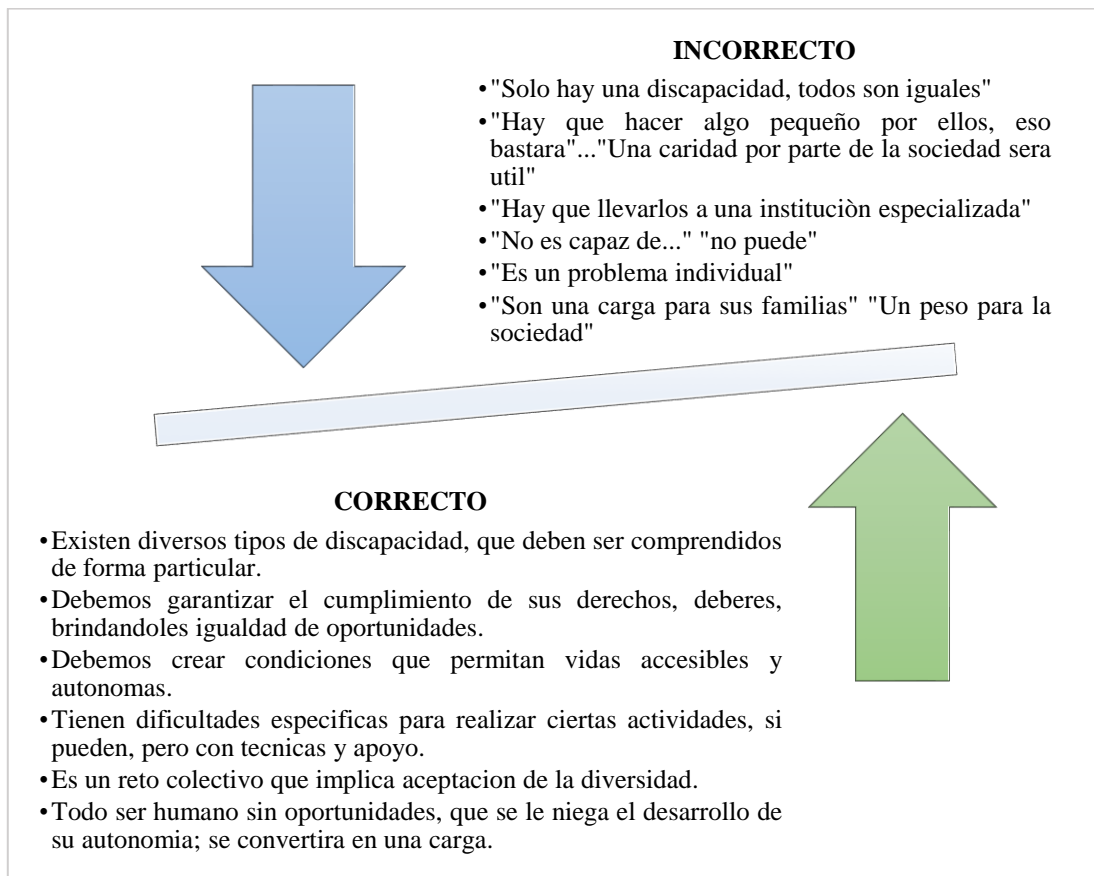 INCORRECTO
•"Solo hay una discapacidad, todos son iguales"
•"Hay que hacer algo pequeño por ellos, eso
bastara"..."Una caridad por parte de la sociedad sera
util"
•"Hay que llevarlos a una instituciòn especializada"
•"No es capaz de..." "no puede"
•"Es un problema individual"
•"Son una carga para sus familias" "Un peso para la
sociedad"
CORRECTO
•Existen diversos tipos de discapacidad, que deben ser comprendidos
de forma particular.
•Debemos garantizar el cumplimiento de sus derechos, deberes,
brindandoles igualdad de oportunidades.
•Debemos crear condiciones que permitan vidas accesibles y
autonomas.
•Tienen dificultades especificas para realizar ciertas actividades, si
pueden, pero con tecnicas y apoyo.
•Es un reto colectivo que implica aceptacion de la diversidad.
•Todo ser humano sin oportunidades, que se le niega el desarrollo de
su autonomia; se convertira en una carga.